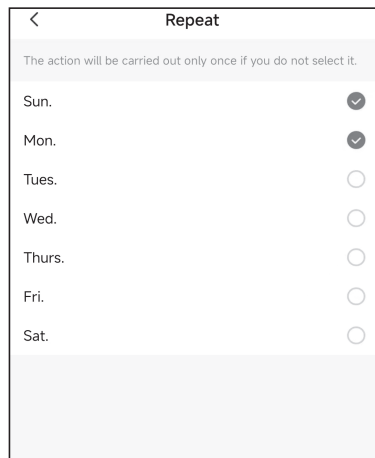 Repeat
The action will be carried out only once if you do not select it.
Sun.
Mon.
Tues.
Wed.
Thurs.
Fri.
Sat.